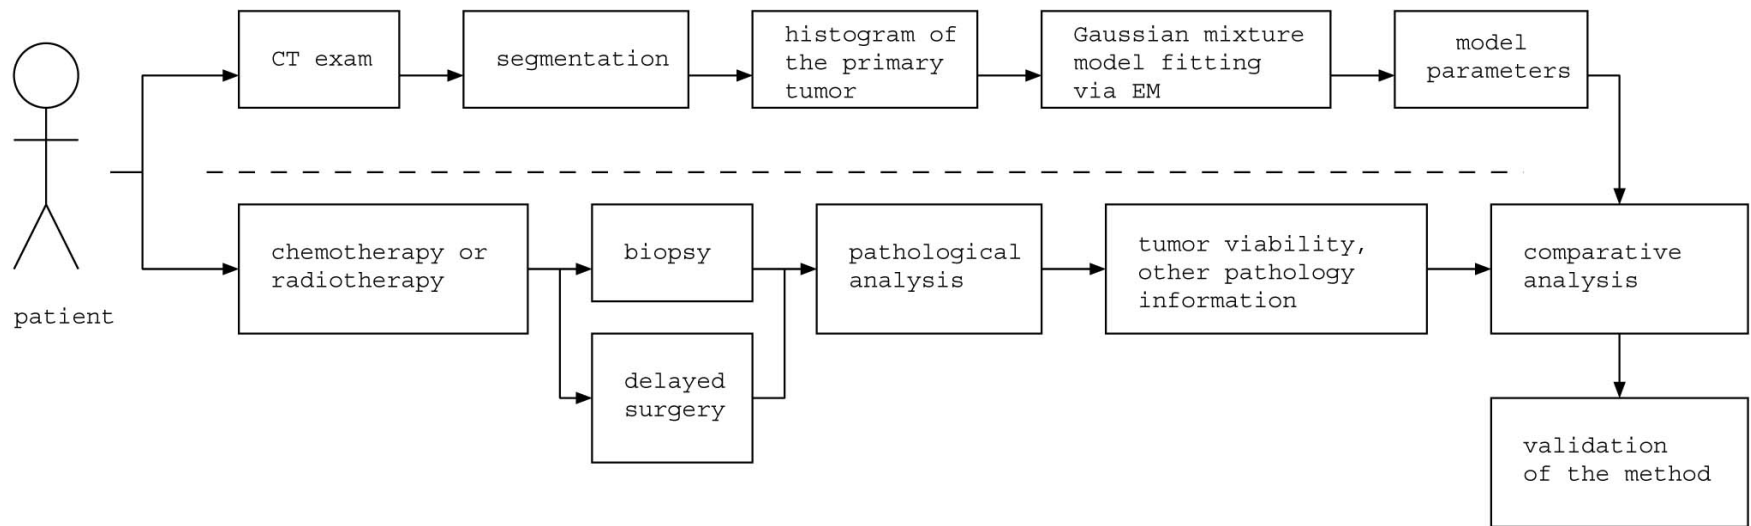 CT exam
segmentation
histogram of
the primary
tumor
Gaussian mixture
model fitting
via EM
model
parameters
patient
chemotherapy or
radiotherapy
biopsy
delayed
surgery
pathological
analysis
tumor viability,
other pathology
information
comparative
analysis
validation
of the method